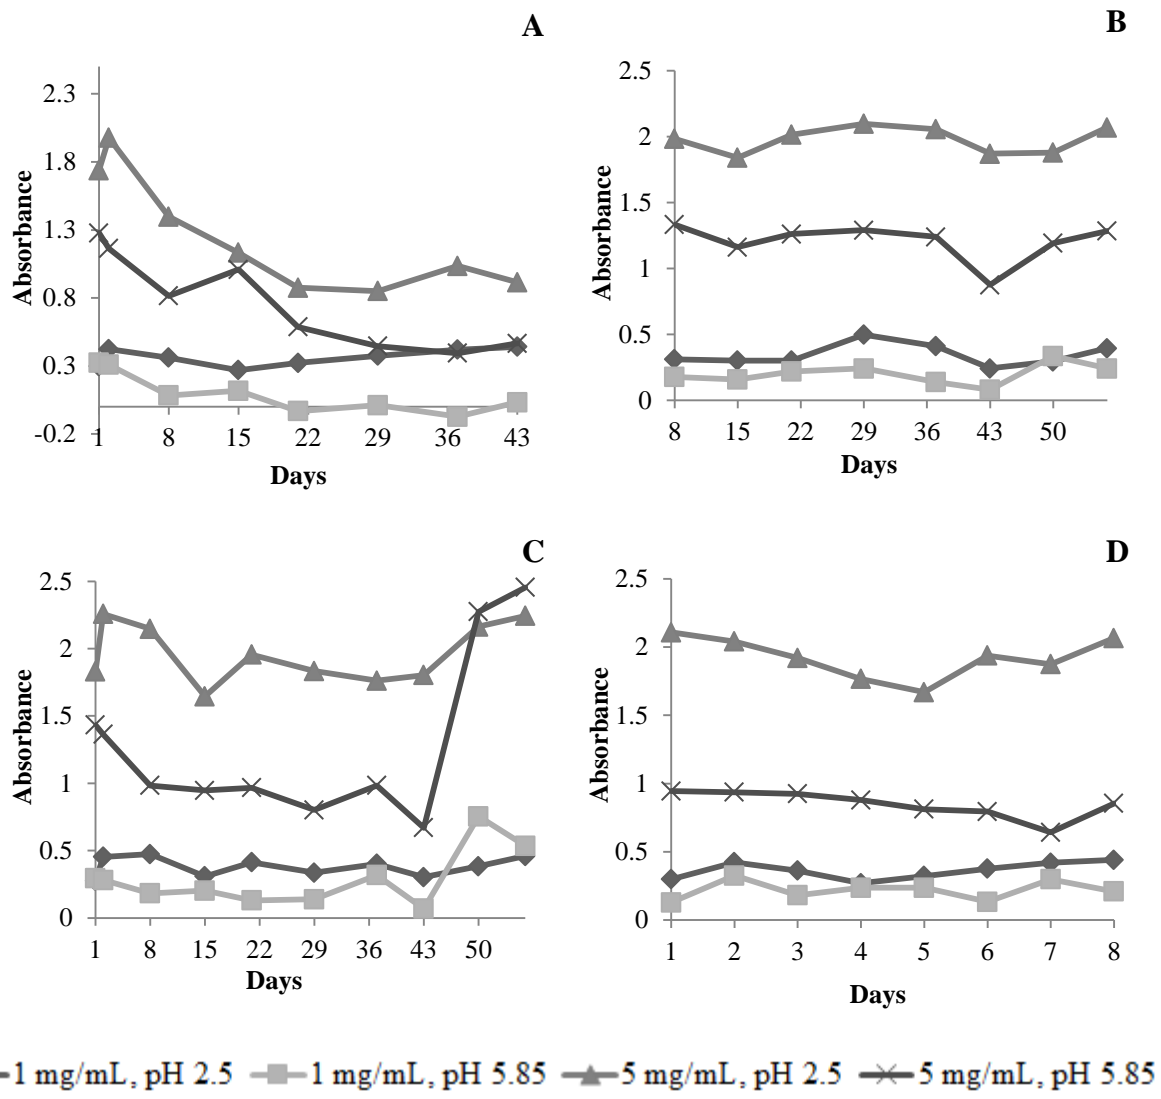 A
2.3
1.8
1.3
0.8
0.3
-0.2
Absorbance
1 8 15 22 29 36 43
Days
B
2.5
2
1.5
1
0.5
0
Absorbance
8 15 22 29 36 43 50
Days
C
2.5
2
1.5
1
0.5
0
Absorbance
1 8 15 22 29 36 43 50
Days
D
2.5
2
1.5
1
0.5
0
Absorbance
1 2 3 4 5 6 7 8
Days
1 mg/mL, pH 2.5 1 mg/mL, pH 5.85 5 mg/mL, pH 2.5 5 mg/mL, pH 5.85